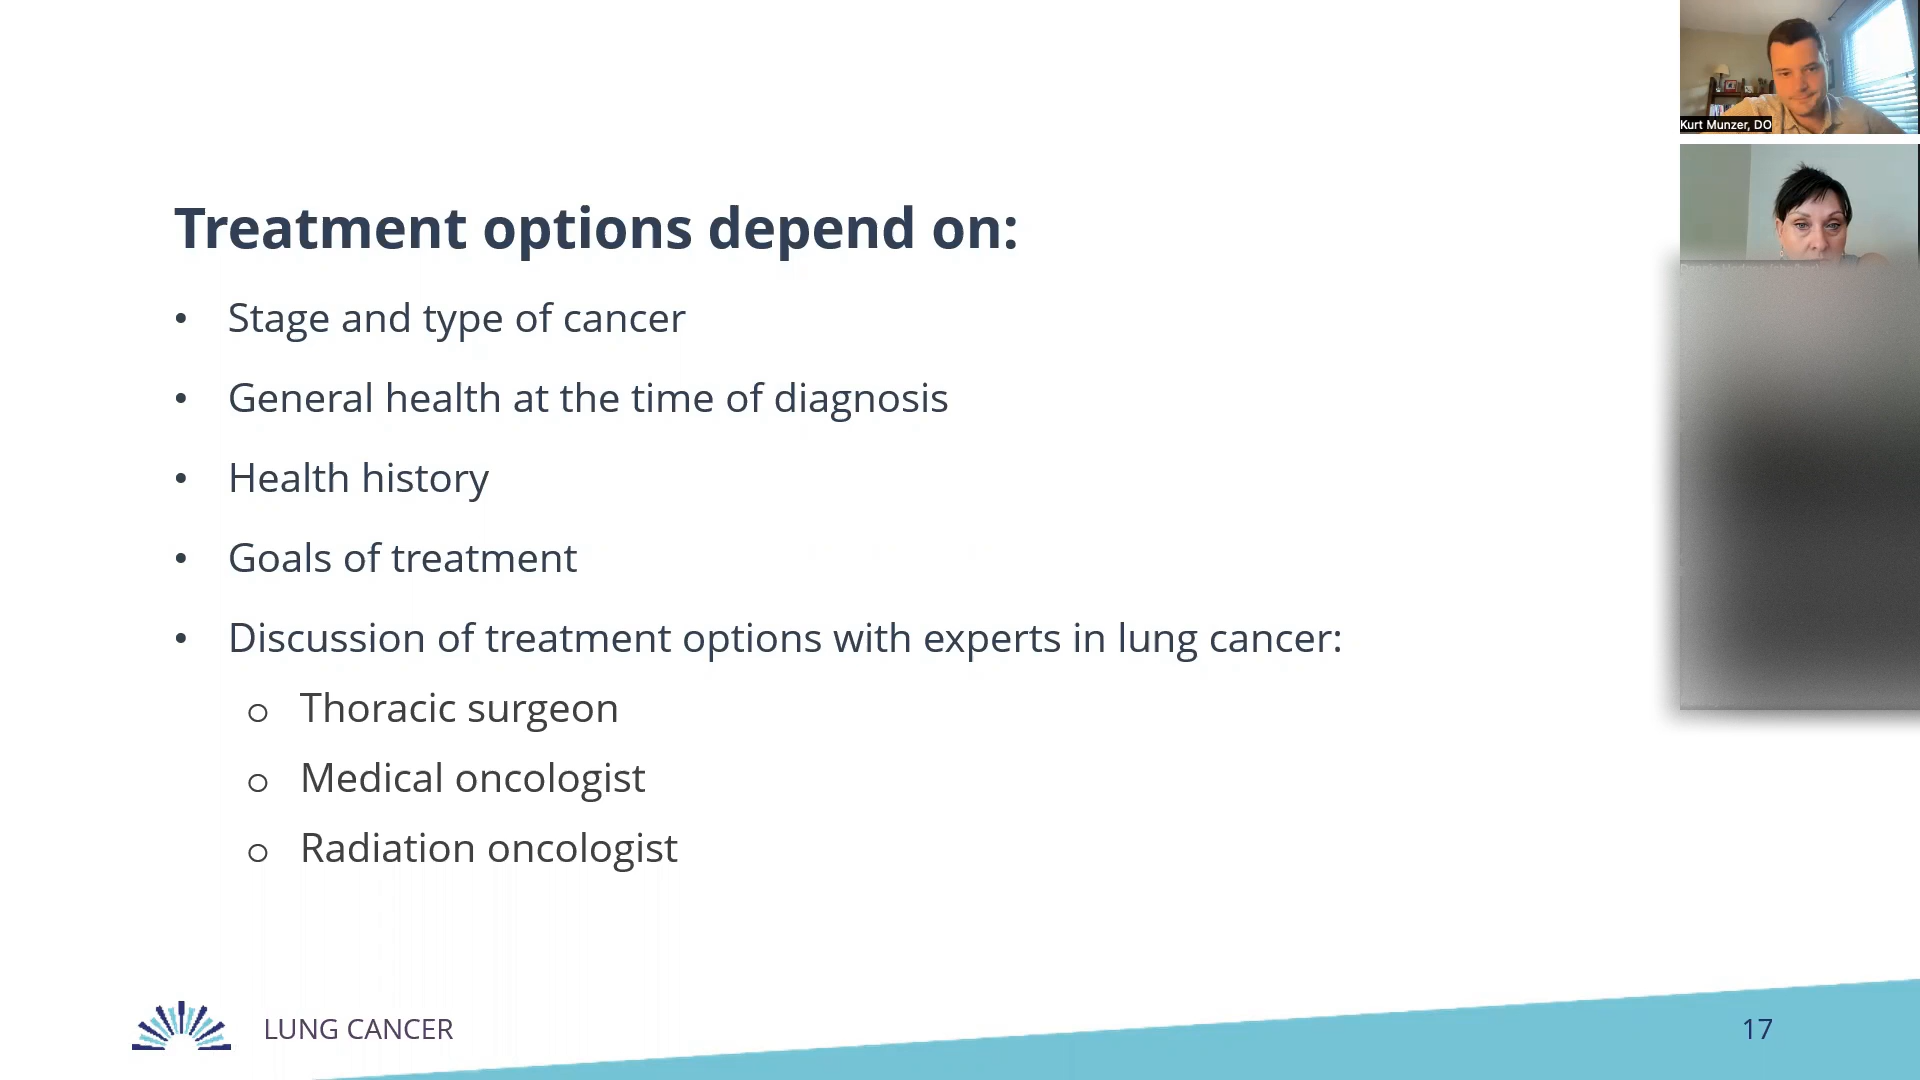 Treatment options depend on:
• Stage and type of cancer
• General health at the time of diagnosis
• Health history
• Goals of treatment
• Discussion of treatment options with experts in lung cancer:
o Thoracic surgeon
o Medical oncologist
o Radiation oncologist
LUNG CANCER
17
Kurt Munzer, DO